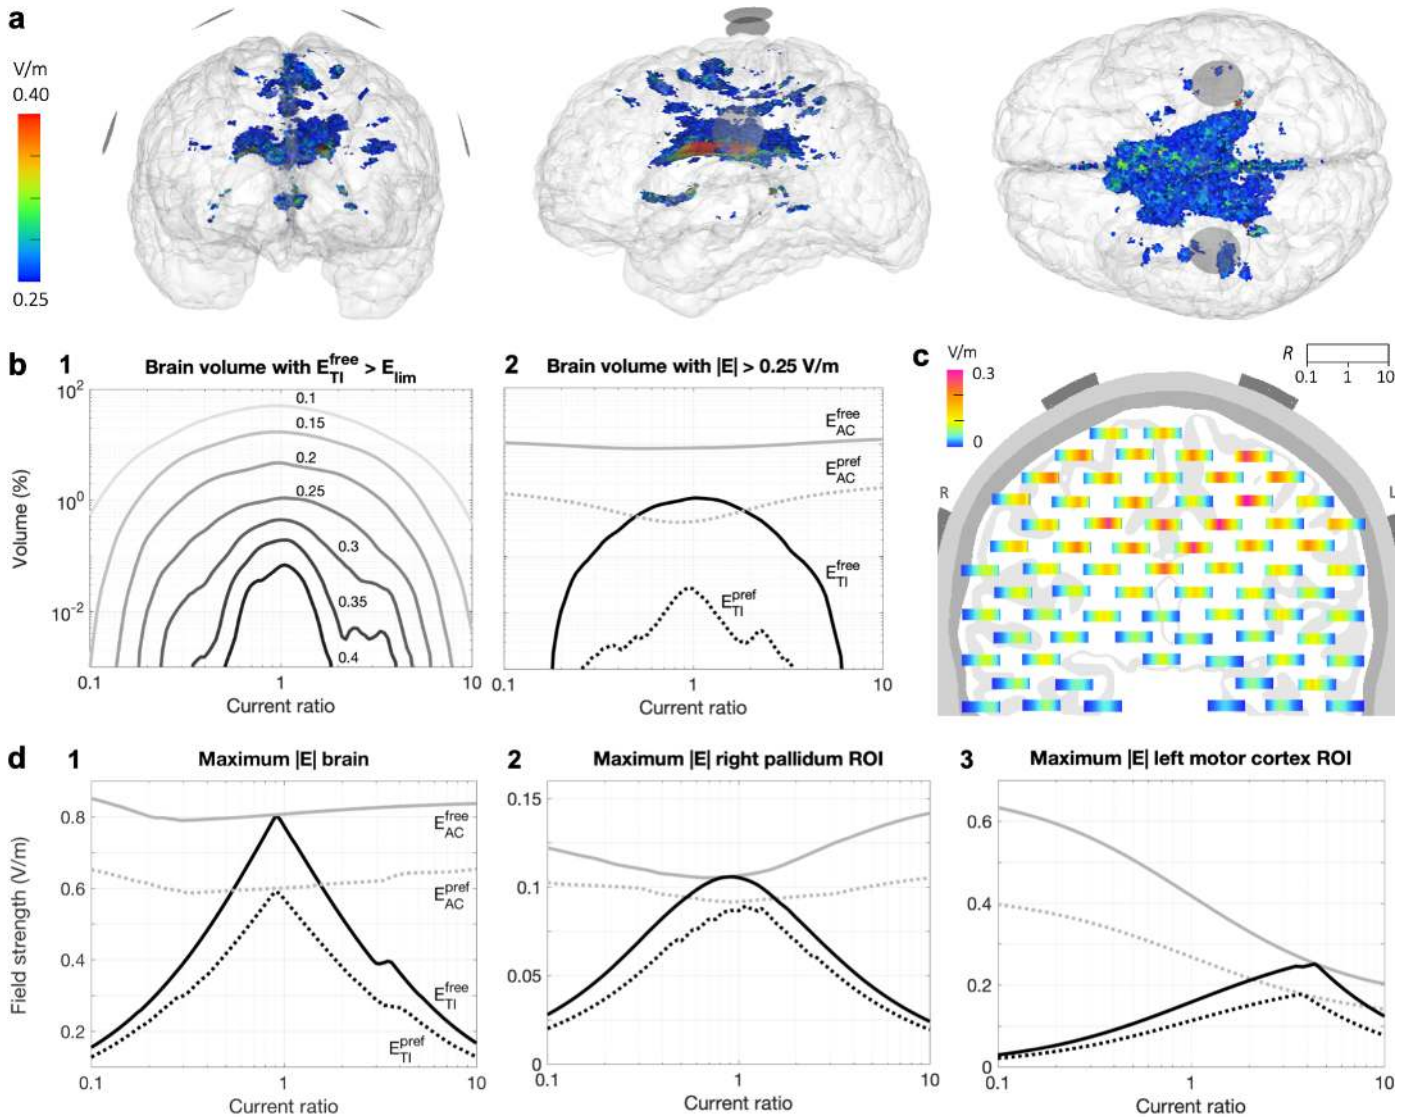 a
V/m
0.40
0.25
b
1
Brain volume with E_TI^free > E_lim
10^2
10^0
10^-2
Volume (%)
0.1
0.15
0.2
0.25
0.3
0.35
0.4
0.1
1
10
Current ratio
2
Brain volume with |E| > 0.25 V/m
E_AC^free
E_AC^pref
E_TI^free
E_TI^pref
0.1
1
10
Current ratio
c
V/m
0.3
0
R
0.1
1
10
R
L
d
1
Maximum |E| brain
Field strength (V/m)
0.8
0.6
0.4
0.2
E_AC^free
E_AC^pref
E_TI^free
E_TI^pref
0.1
1
10
Current ratio
2
Maximum |E| right pallidum ROI
0.15
0.1
0.05
0
0.1
1
10
Current ratio
3
Maximum |E| left motor cortex ROI
0.6
0.4
0.2
0
0.1
1
10
Current ratio